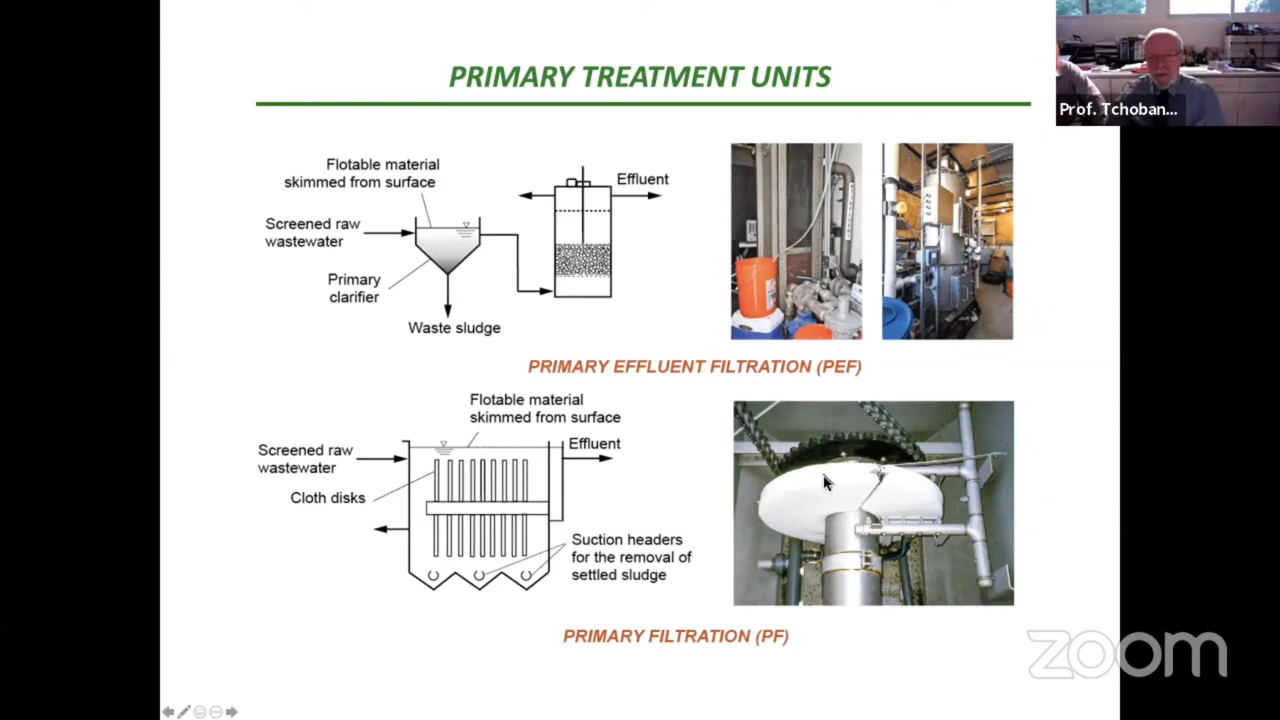 PRIMARY TREATMENT UNITS
Prof. Tchoban...
Flotable material
skimmed from surface
Effluent
Screened raw
wastewater
Primary
clarifier
Waste sludge
PRIMARY EFFLUENT FILTRATION (PEF)
Flotable material
skimmed from surface
Screened raw
wastewater
Effluent
Cloth disks
Suction headers
for the removal of
settled sludge
PRIMARY FILTRATION (PF)
zoom